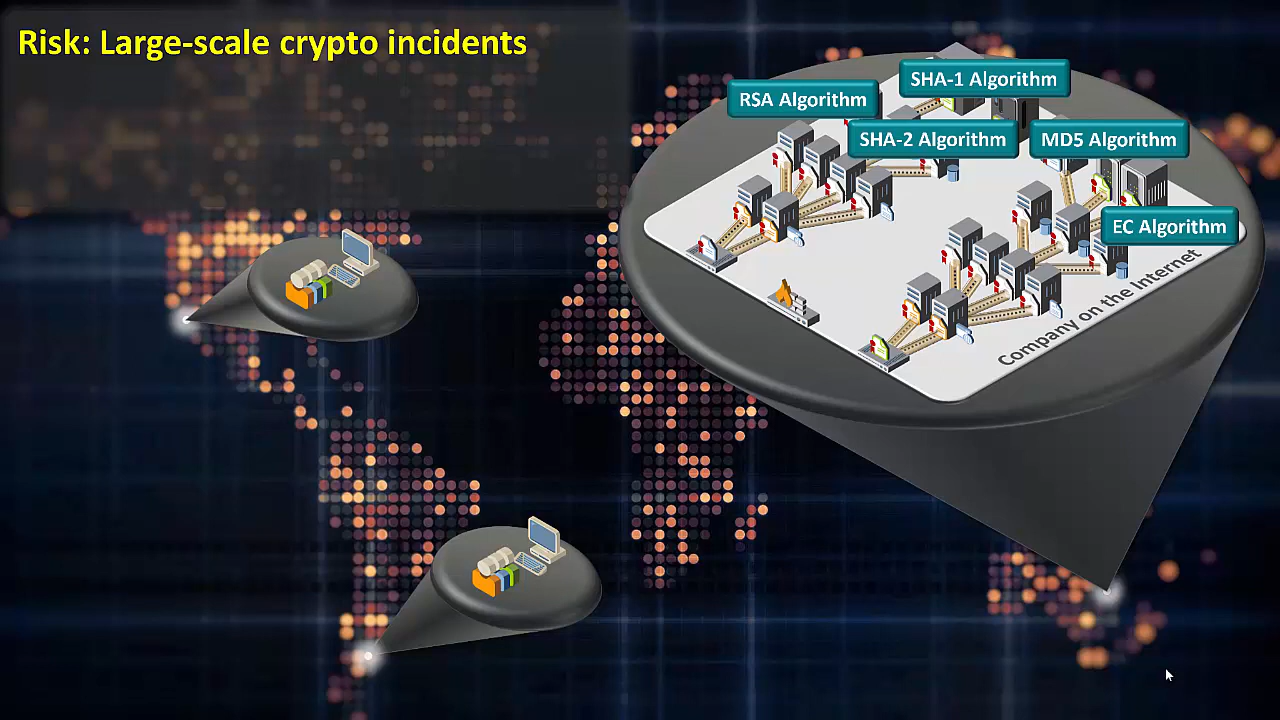 Risk: Large-scale crypto incidents
SHA-1 Algorithm
RSA Algorithm
SHA-2 Algorithm
MD5 Algorithm
EC Algorithm
Company on the Internet